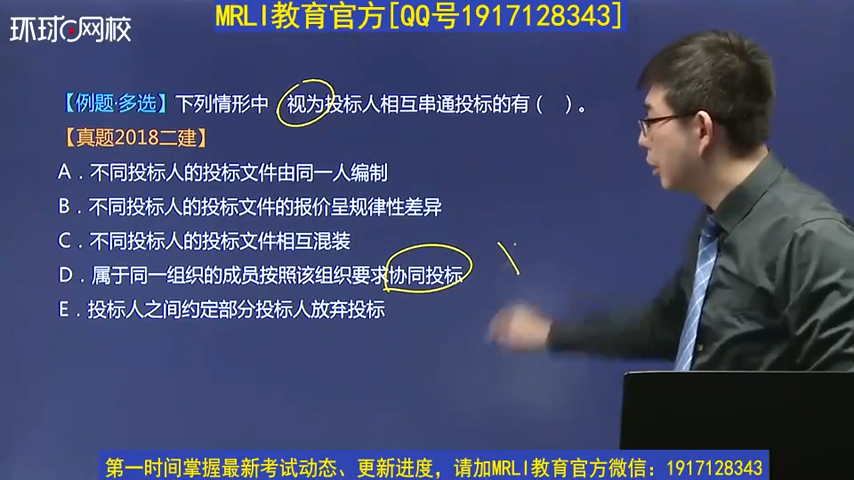 MRLI教育官方[QQ号1917128343]
环球网校
【例题·多选】下列情形中 视为投标人相互串通投标的有（ ）。
【真题2018二建】
A．不同投标人的投标文件由同一人编制
B．不同投标人的投标文件的报价呈规律性差异
C．不同投标人的投标文件相互混装
D．属于同一组织的成员按照该组织要求协同投标
E．投标人之间约定部分投标人放弃投标
第一时间掌握最新考试动态、更新进度，请加MRLI教育官方微信：1917128343